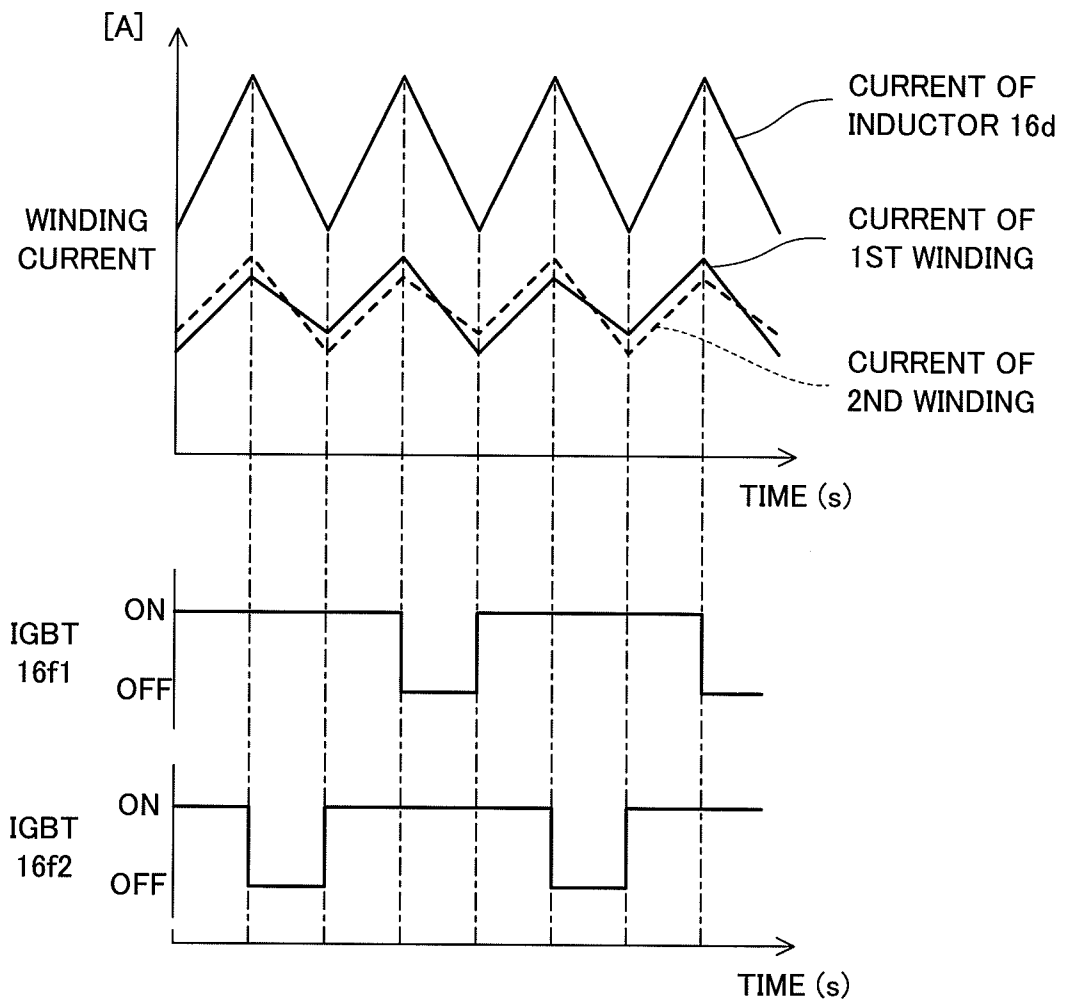 [A]
CURRENT OF
INDUCTOR 16d
WINDING
CURRENT
CURRENT OF
1ST WINDING
CURRENT OF
2ND WINDING
TIME (s)
ON
IGBT
16f1
OFF
ON
IGBT
16f2
OFF
TIME (s)